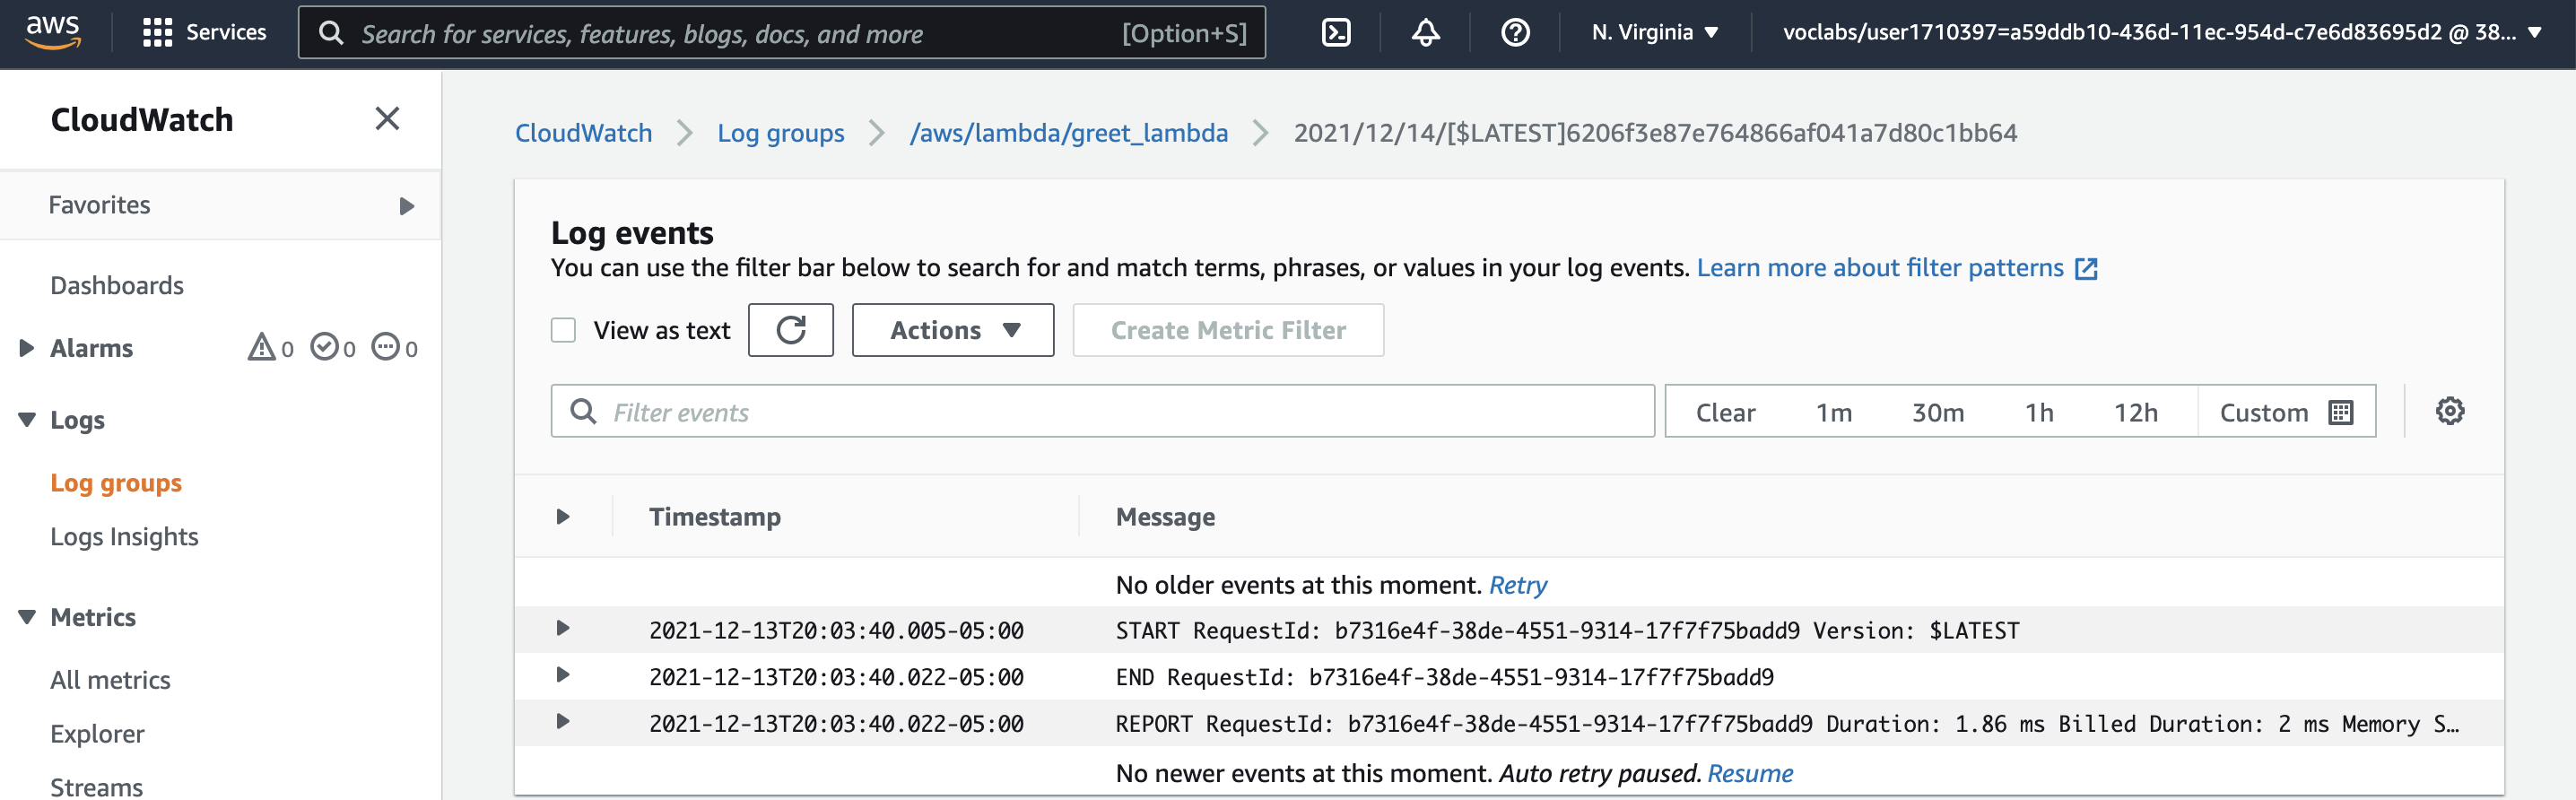 aws Services Search for services, features, blogs, docs, and more [Option+S] N. Virginia voclabs/user1710397=a59ddb10-436d-11ec-954d-c7e6d83695d2 @ 38...
CloudWatch
Favorites
Dashboards
Alarms 0 0 0
Logs
Log groups
Logs Insights
Metrics
All metrics
Explorer
Streams
CloudWatch Log groups /aws/lambda/greet_lambda 2021/12/14/[$LATEST]6206f3e87e764866af041a7d80c1bb64
Log events
You can use the filter bar below to search for and match terms, phrases, or values in your log events. Learn more about filter patterns
View as text Actions Create Metric Filter
Filter events Clear 1m 30m 1h 12h Custom
Timestamp Message
No older events at this moment. Retry
2021-12-13T20:03:40.005-05:00 START RequestId: b7316e4f-38de-4551-9314-17f7f75badd9 Version: $LATEST
2021-12-13T20:03:40.022-05:00 END RequestId: b7316e4f-38de-4551-9314-17f7f75badd9
2021-12-13T20:03:40.022-05:00 REPORT RequestId: b7316e4f-38de-4551-9314-17f7f75badd9 Duration: 1.86 ms Billed Duration: 2 ms Memory S…
No newer events at this moment. Auto retry paused. Resume